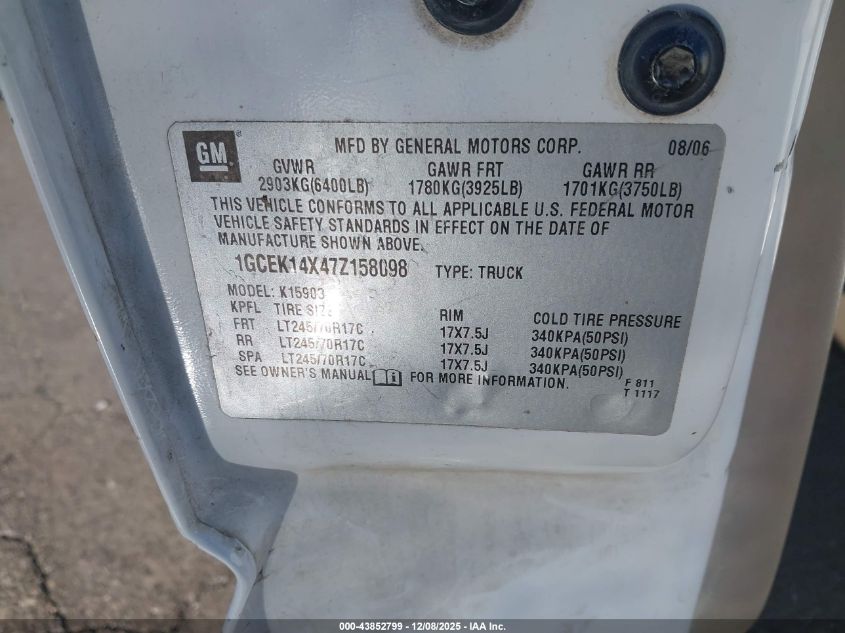 GM
MFD BY GENERAL MOTORS CORP. 08/06
GVWR GAWR FRT GAWR RR
2903KG(6400LB) 1780KG(3925LB) 1701KG(3750LB)
THIS VEHICLE CONFORMS TO ALL APPLICABLE U.S. FEDERAL MOTOR
VEHICLE SAFETY STANDARDS IN EFFECT ON THE DATE OF
MANUFACTURE SHOWN ABOVE.
1GCEK14X47Z158098 TYPE: TRUCK
MODEL: K15903
KPFL TIRE SIZE RIM COLD TIRE PRESSURE
FRT LT245/70R17C 17X7.5J 340KPA(50PSI)
RR LT245/70R17C 17X7.5J 340KPA(50PSI)
SPA LT245/70R17C 17X7.5J 340KPA(50PSI)
SEE OWNER'S MANUAL FOR MORE INFORMATION.
F 811
T 1117
000-43852799 — 12/08/2025 — IAA Inc.